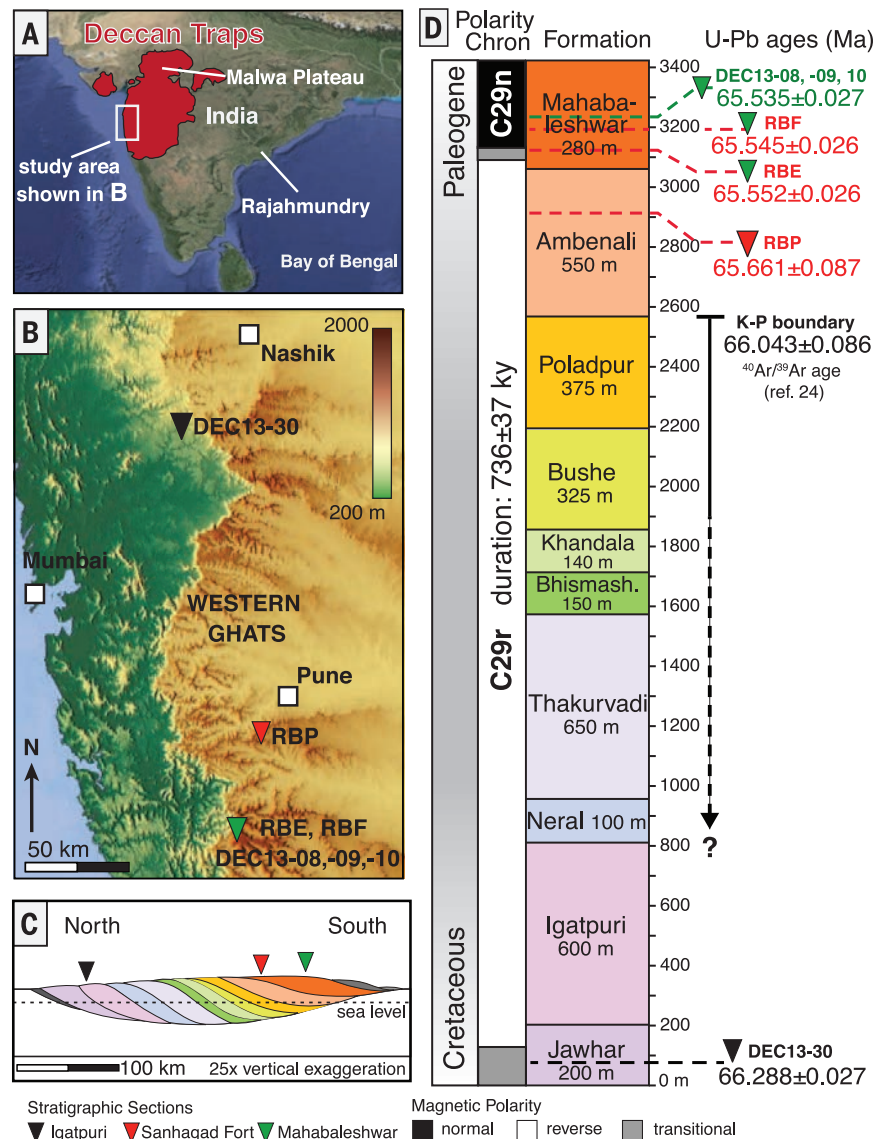 A
Deccan Traps
Malwa Plateau
India
study area
shown in B
Rajahmundry
Bay of Bengal
B
2000
200 m
Nashik
DEC13-30
Mumbai
WESTERN
GHATS
Pune
RBP
N
RBE, RBF
DEC13-08,-09,-10
50 km
C
North
South
sea level
100 km
25x vertical exaggeration
D
Polarity
Chron
Formation
U-Pb ages (Ma)
Paleogene
Cretaceous
C29n
C29r duration: 736±37 ky
Mahaba-
leshwar
280 m
Ambenali
550 m
Poladpur
375 m
Bushe
325 m
Khandala
140 m
Bhismash.
150 m
Thakurvadi
650 m
Neral 100 m
Igatpuri
600 m
Jawhar
200 m
3400
3200
3000
2800
2600
2400
2200
2000
1800
1600
1400
1200
1000
800
600
400
200
0 m
DEC13-08, -09, 10
65.535±0.027
RBF
65.545±0.026
RBE
65.552±0.026
RBP
65.661±0.087
K-P boundary
66.043±0.086
⁴⁰Ar/³⁹Ar age
(ref. 24)
?
DEC13-30
66.288±0.027
Stratigraphic Sections
Igatpuri
Sanhagad Fort
Mahabaleshwar
Magnetic Polarity
normal
reverse
transitional